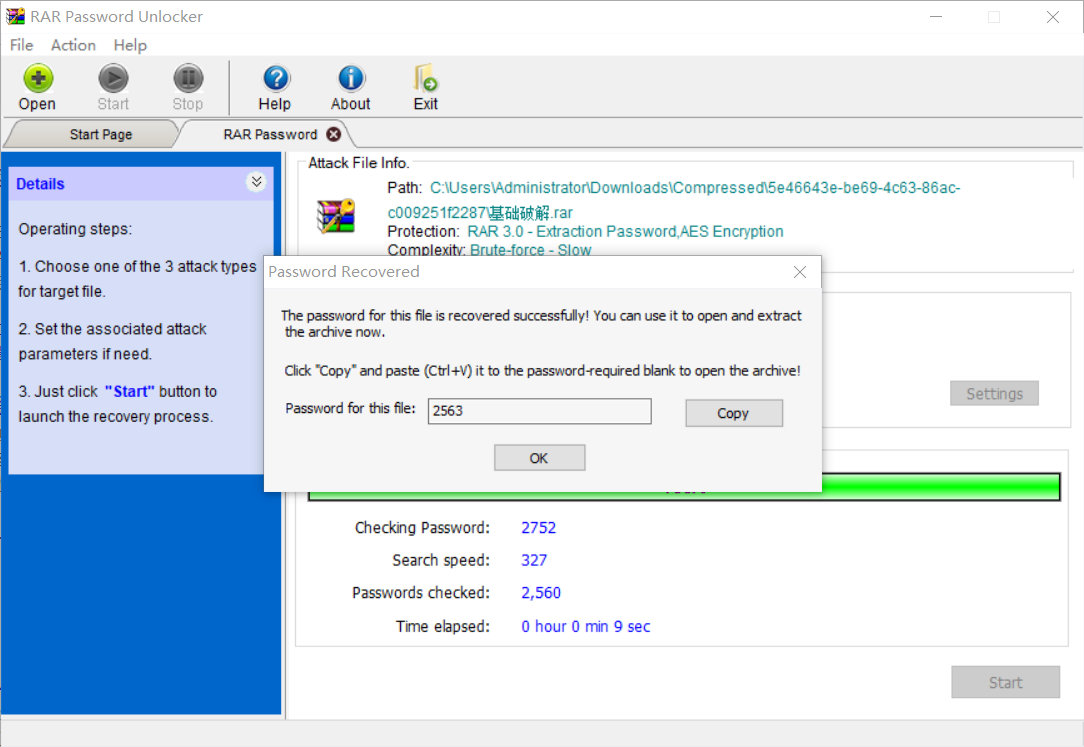 RAR Password Unlocker
File Action Help
Open Start Stop Help About Exit
Start Page RAR Password
Details
Operating steps:
1. Choose one of the 3 attack types
for target file.
2. Set the associated attack
parameters if need.
3. Just click "Start" button to
launch the recovery process.
Attack File Info.
Path: C:\Users\Administrator\Downloads\Compressed\5e46643e-be69-4c63-86ac-
c009251f2287\基础破解.rar
Protection: RAR 3.0 - Extraction Password,AES Encryption
Complexity: Brute-force - Slow
Password Recovered
The password for this file is recovered successfully! You can use it to open and extract
the archive now.
Click "Copy" and paste (Ctrl+V) it to the password-required blank to open the archive!
Password for this file: 2563 Copy
OK
Settings
Checking Password: 2752
Search speed: 327
Passwords checked: 2,560
Time elapsed: 0 hour 0 min 9 sec
Start